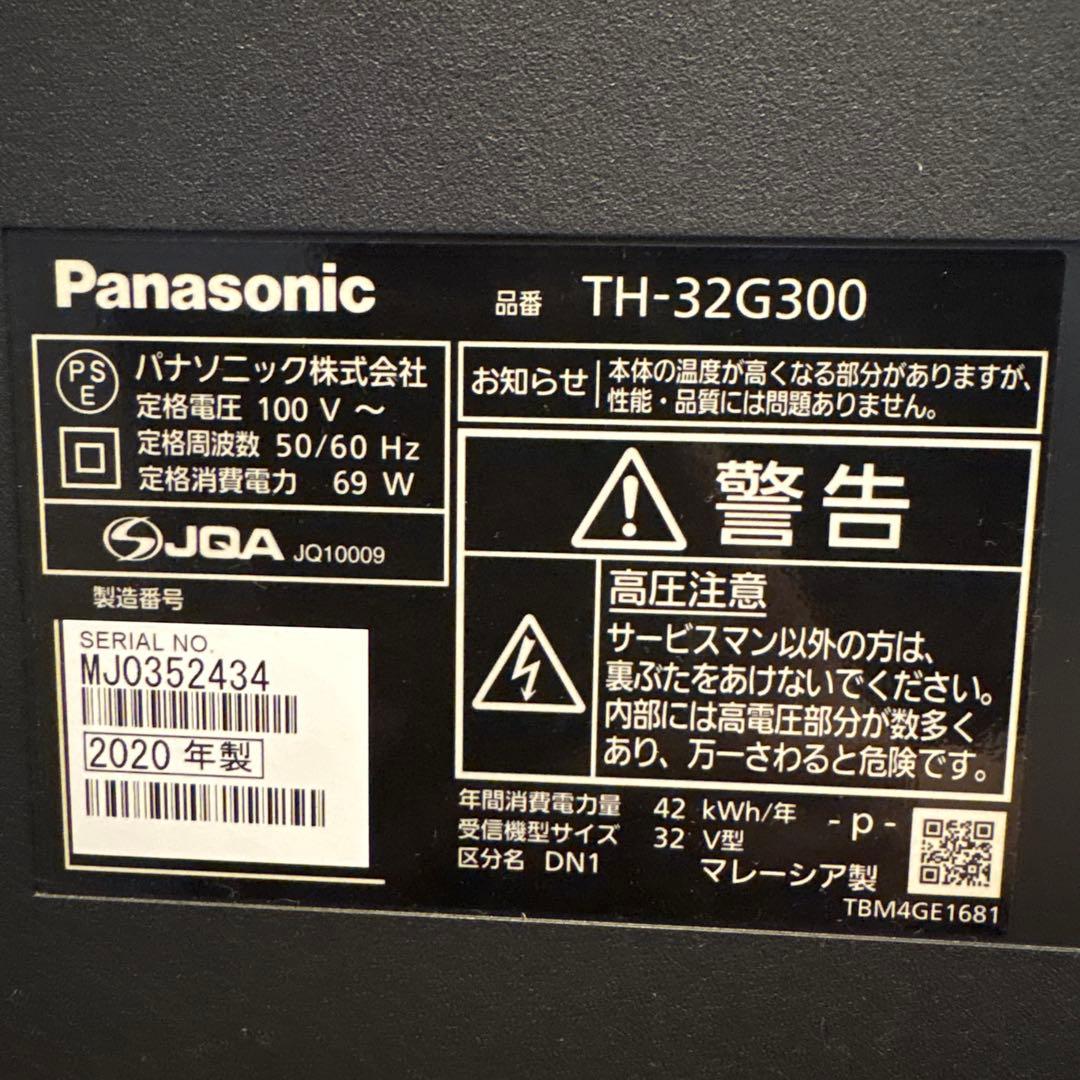 Panasonic
品番 TH-32G300
PSE
パナソニック株式会社
定格電圧 100 V ～
定格周波数 50/60 Hz
定格消費電力 69 W
JQA JQ10009
製造番号
SERIAL NO.
MJ0352434
2020 年製
お知らせ
本体の温度が高くなる部分がありますが、
性能・品質には問題ありません。
警告
高圧注意
サービスマン以外の方は、
裏ぶたをあけないでください。
内部には高電圧部分が数多く
あり、万一さわると危険です。
年間消費電力量 42 kWh/年
受信機型サイズ 32 V型
区分名 DN1
- p -
マレーシア製
TBM4GE1681